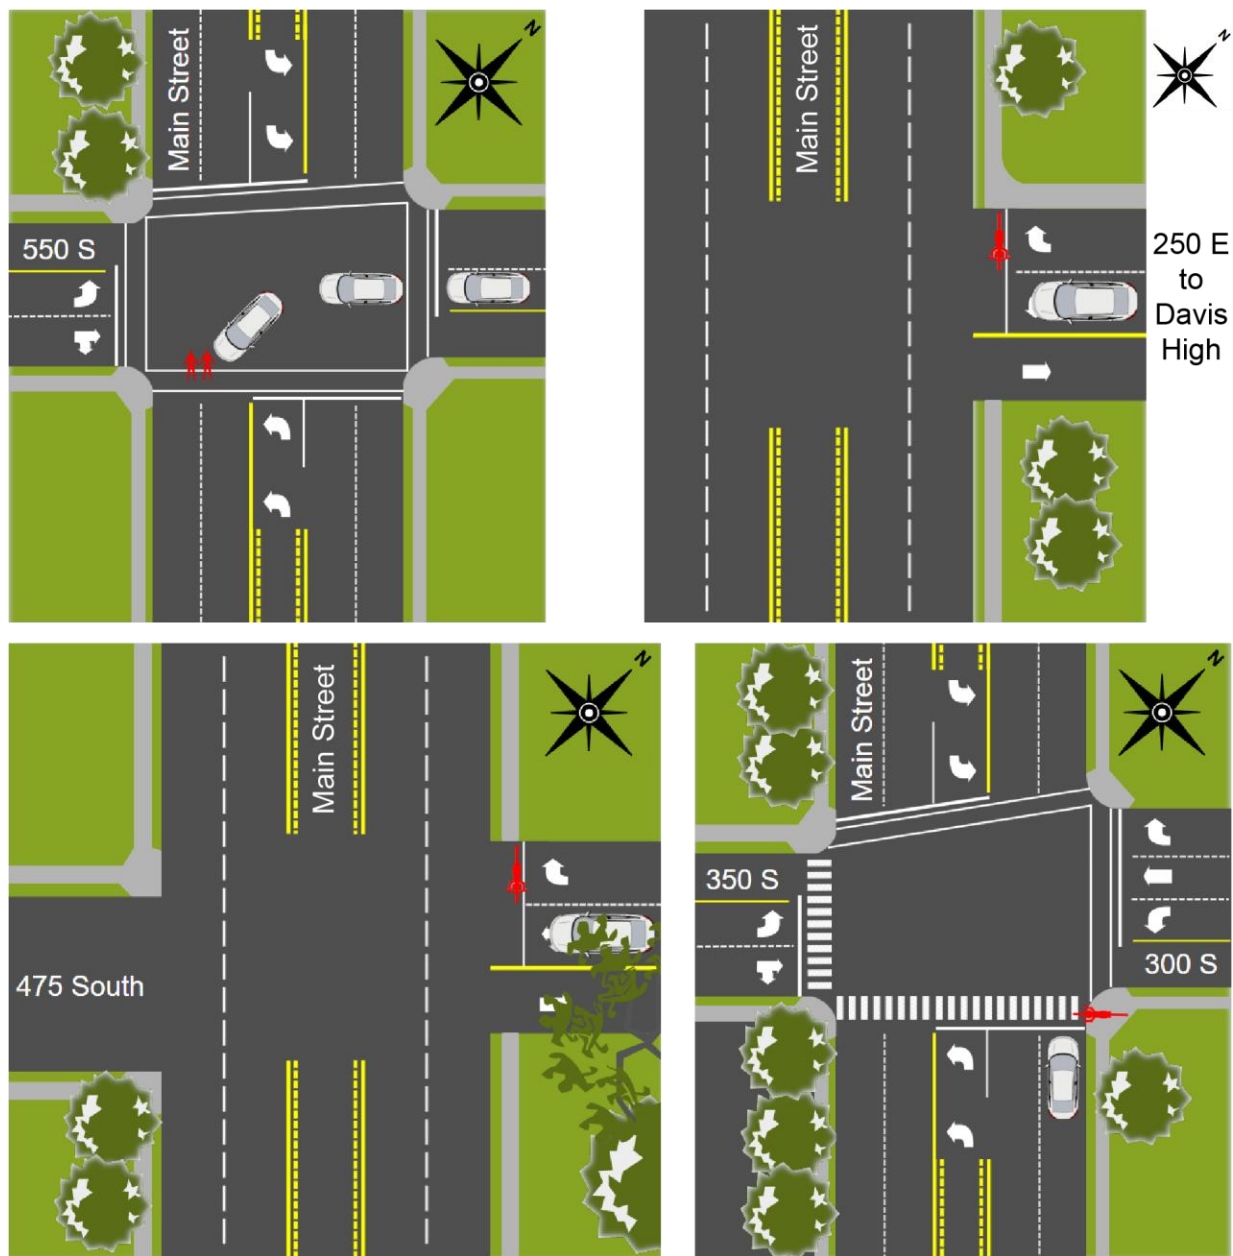 Main Street
N
550 S
Main Street
N
250 E
to
Davis
High
Main Street
N
475 South
Main Street
N
350 S
300 S